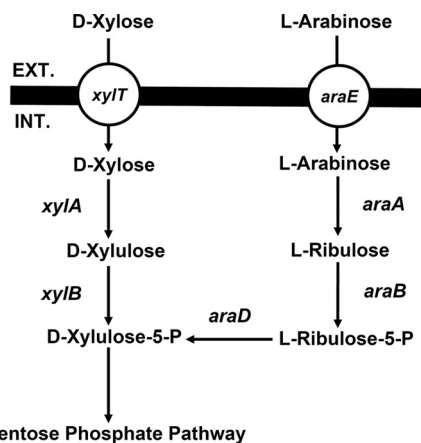 D-Xylose L-Arabinose
EXT.
xylT araE
INT.
D-Xylose L-Arabinose
xylA araA
D-Xylulose L-Ribulose
xylB araB
araD
D-Xylulose-5-P L-Ribulose-5-P
entose Phosphate Pathway